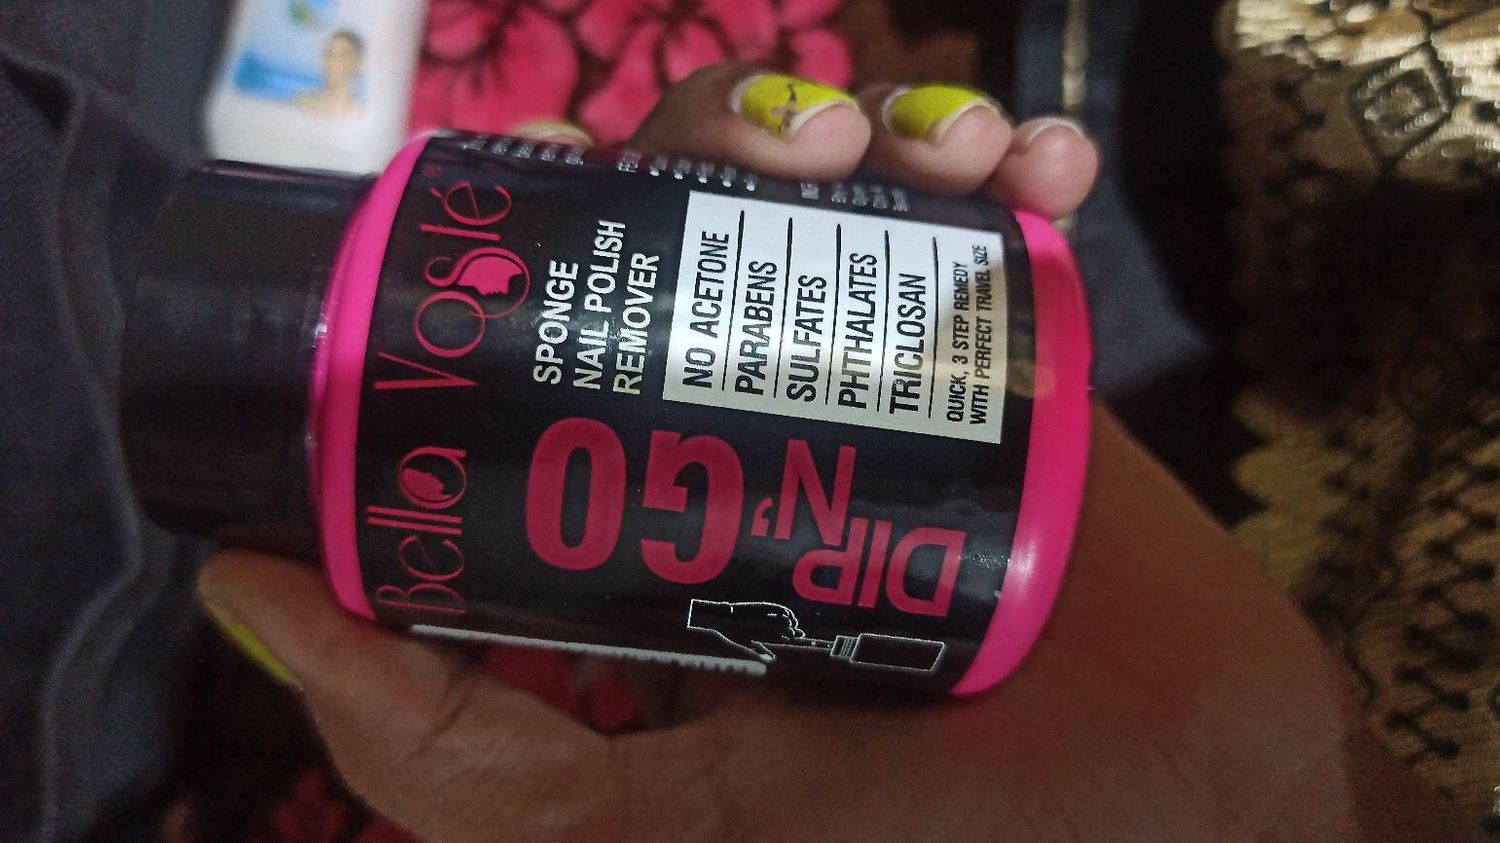 Bella Vosté®
SPONGE
NAIL POLISH
REMOVER
NO ACETONE
PARABENS
SULFATES
PHTHALATES
TRICLOSAN
QUICK, 3 STEP REMEDY
WITH PERFECT TRAVEL SIZE
DIP
N'
GO